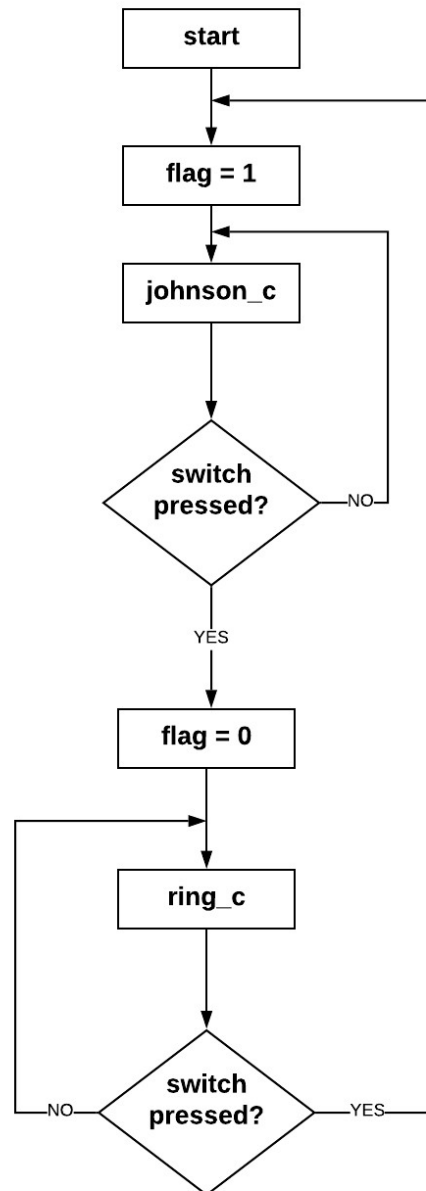 start
flag = 1
johnson_c
switch
pressed?
NO
YES
flag = 0
ring_c
switch
pressed?
NO
YES